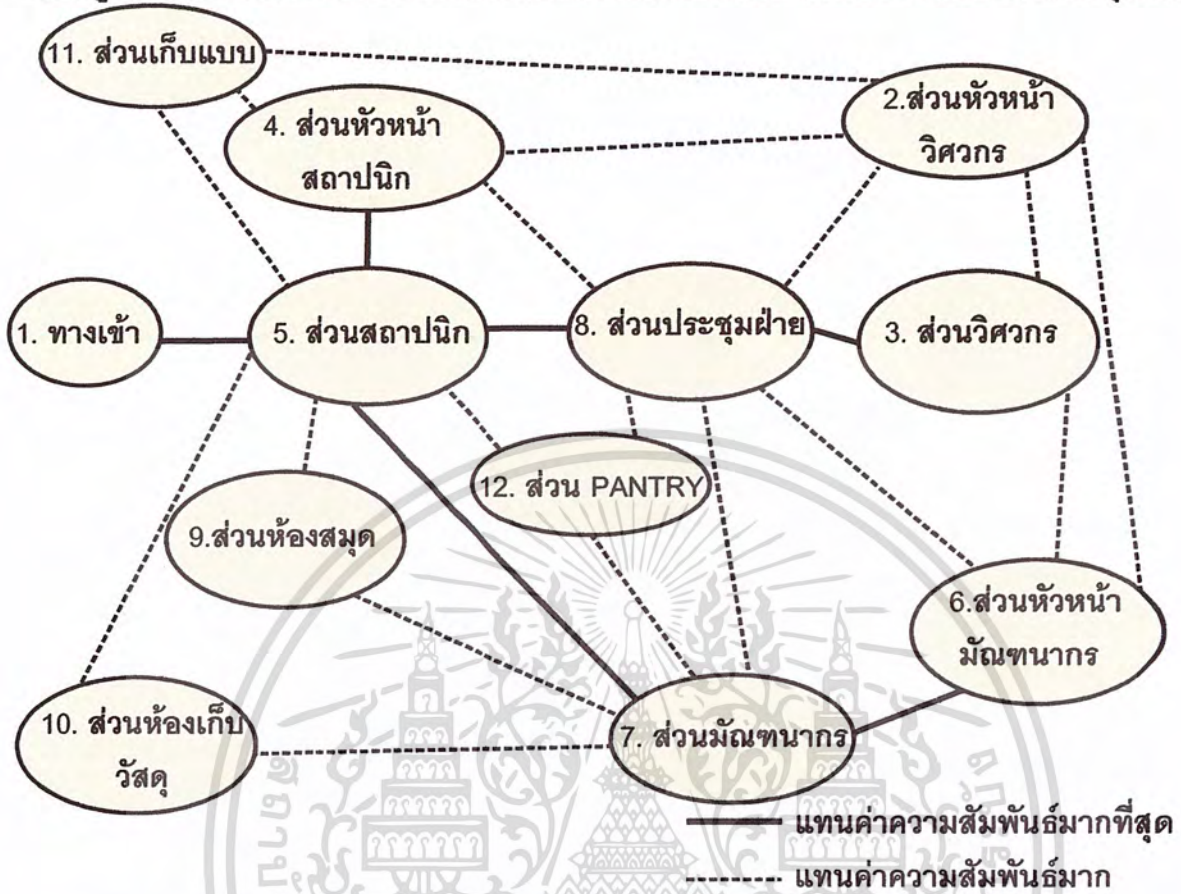 11. ส่วนเก็บแบบ
2.ส่วนหัวหน้า
วิศวกร
4. ส่วนหัวหน้า
สถาปนิก
1. ทางเข้า
5. ส่วนสถาปนิก
8. ส่วนประชุมฝ่าย
3. ส่วนวิศวกร
12. ส่วน PANTRY
9.ส่วนห้องสมุด
6.ส่วนหัวหน้า
มัณฑนากร
10. ส่วนห้องเก็บ
วัสดุ
7. ส่วนมัณฑนากร
แทนค่าความสัมพันธ์มากที่สุด
แทนค่าความสัมพันธ์มาก